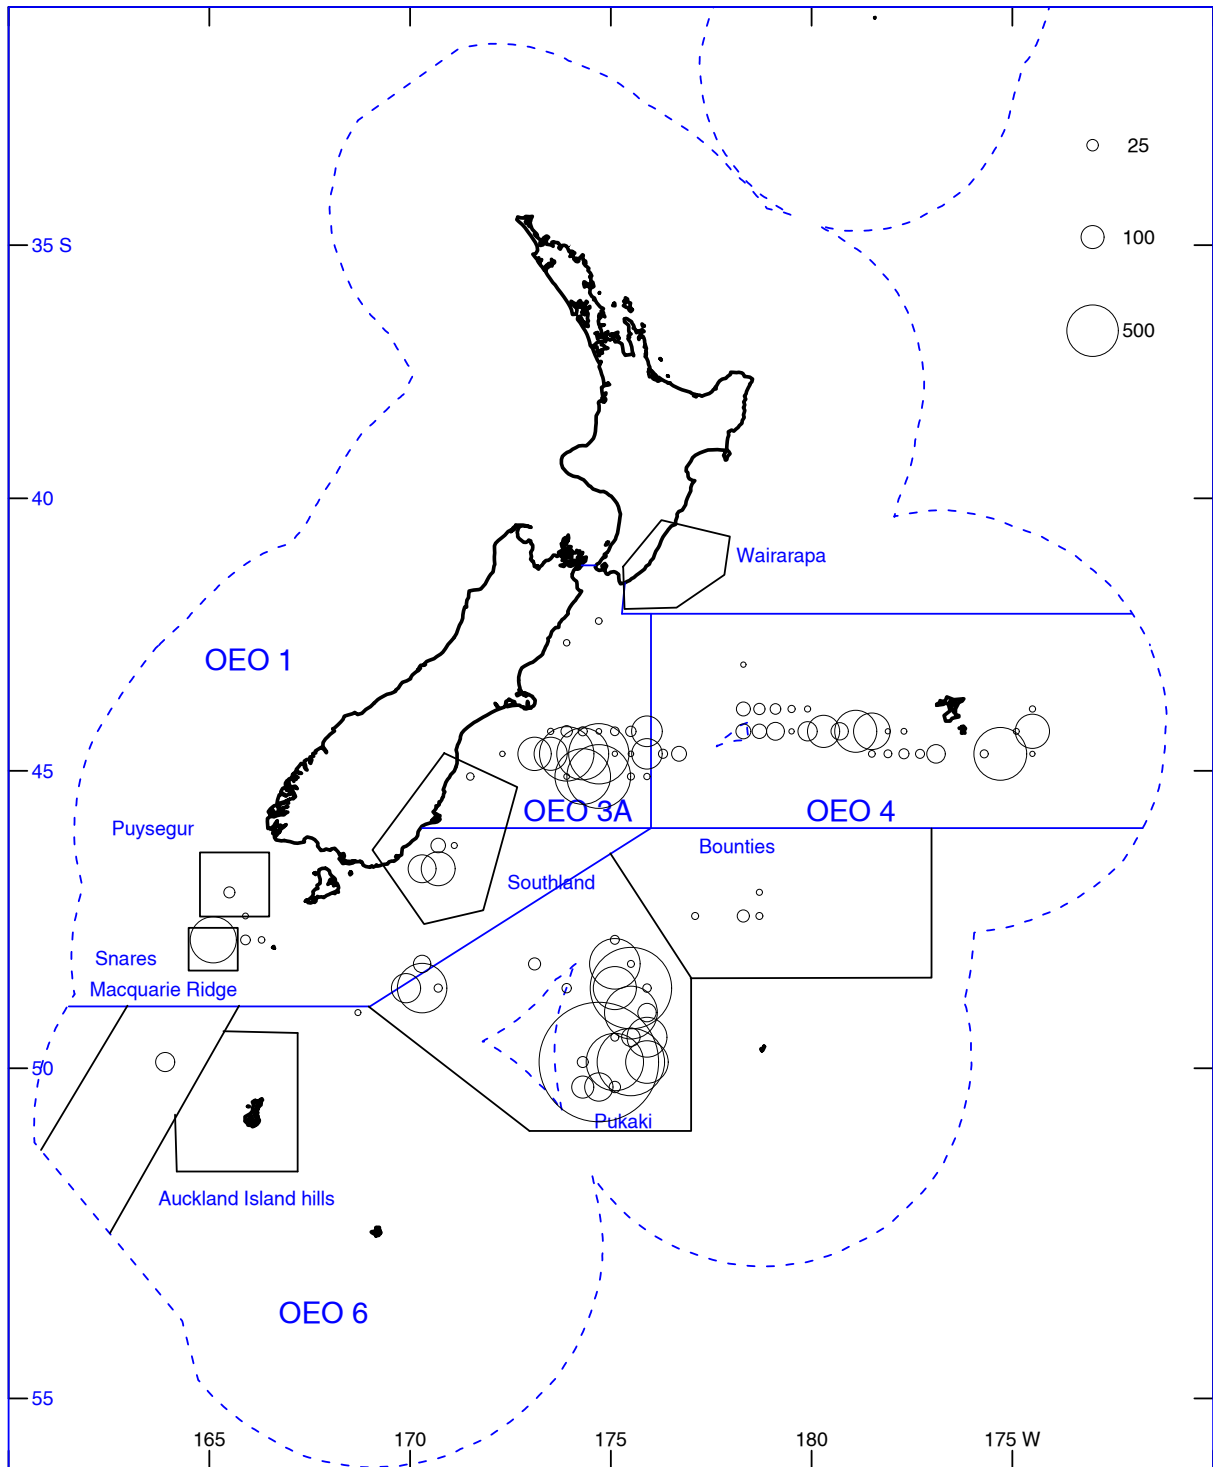 25
100
35 S
500
40
Wairarapa
OEO 1
45
OEO 3A
OEO 4
Puysegur
Bounties
Southland
Snares
Macquarie Ridge
50
Pukaki
Auckland Island hills
OEO 6
55
165
170
175
180
175 W